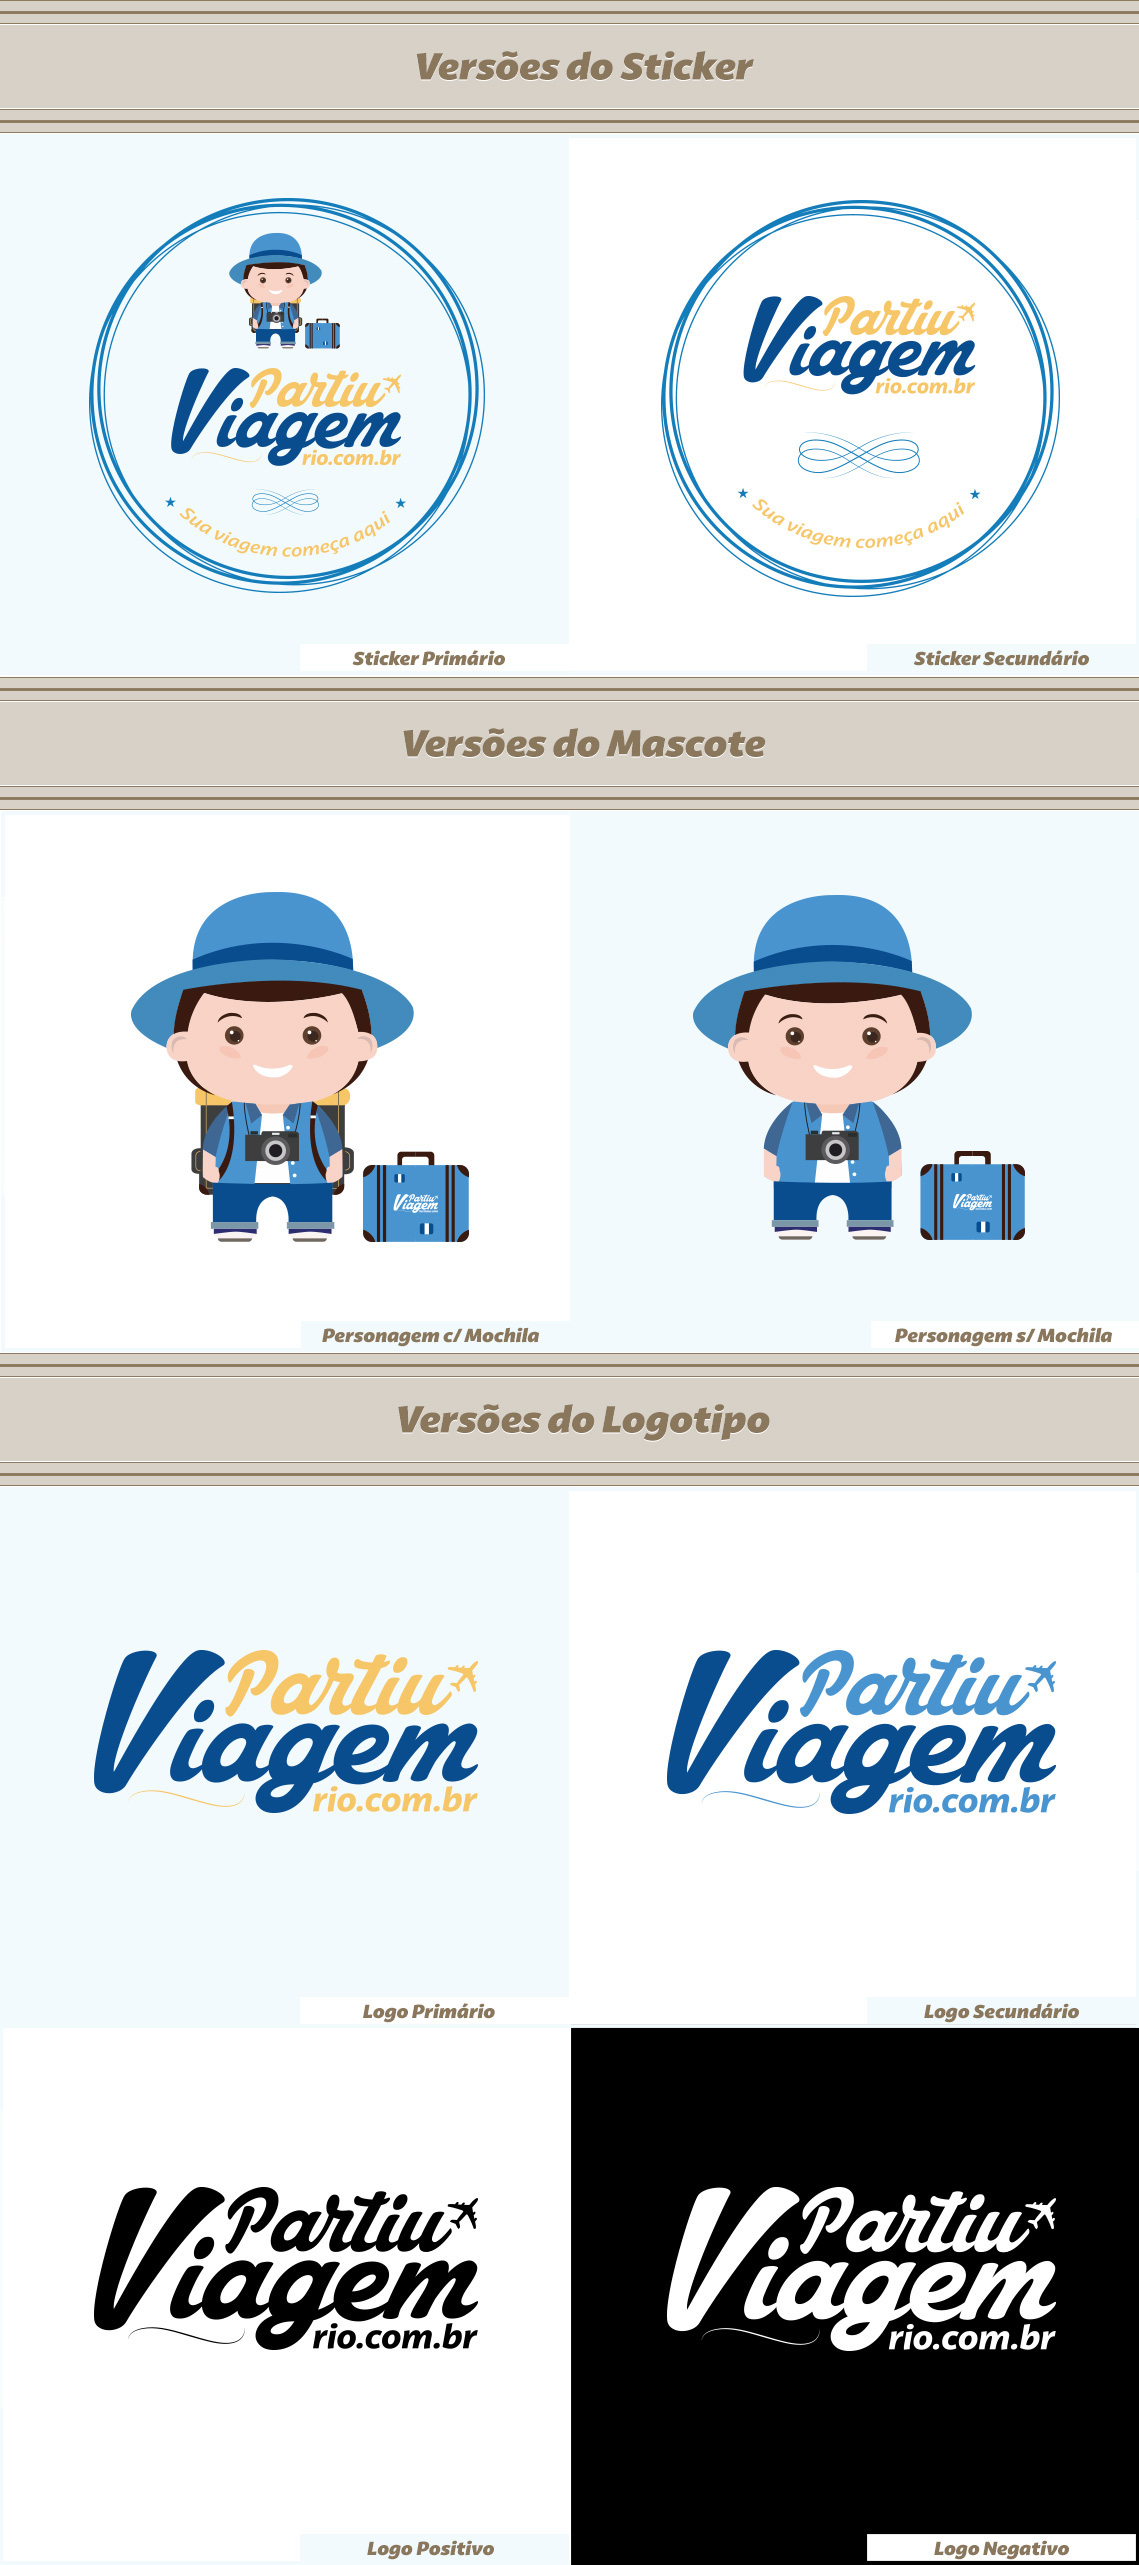 Versões do Sticker
Partiu
Viagem
rio.com.br
Sua viagem começa aqui
Partiu
Viagem
rio.com.br
Sua viagem começa aqui
Sticker Primário
Sticker Secundário
Versões do Mascote
Partiu
Viagem
Partiu
Viagem
Personagem c/ Mochila
Personagem s/ Mochila
Versões do Logotipo
Partiu
Viagem
rio.com.br
Partiu
Viagem
rio.com.br
Logo Primário
Logo Secundário
Partiu
Viagem
rio.com.br
Partiu
Viagem
rio.com.br
Logo Positivo
Logo Negativo